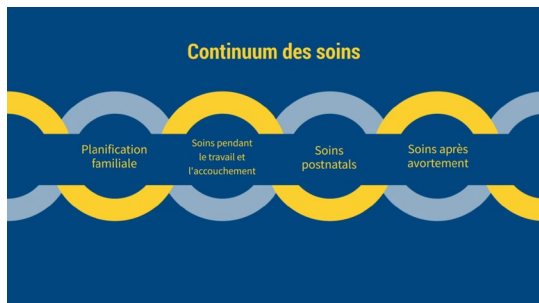 Continuum des soins
Planification
familiale
Soins pendant
le travail et
l'accouchement
Soins
postnatals
Soins après
avortement